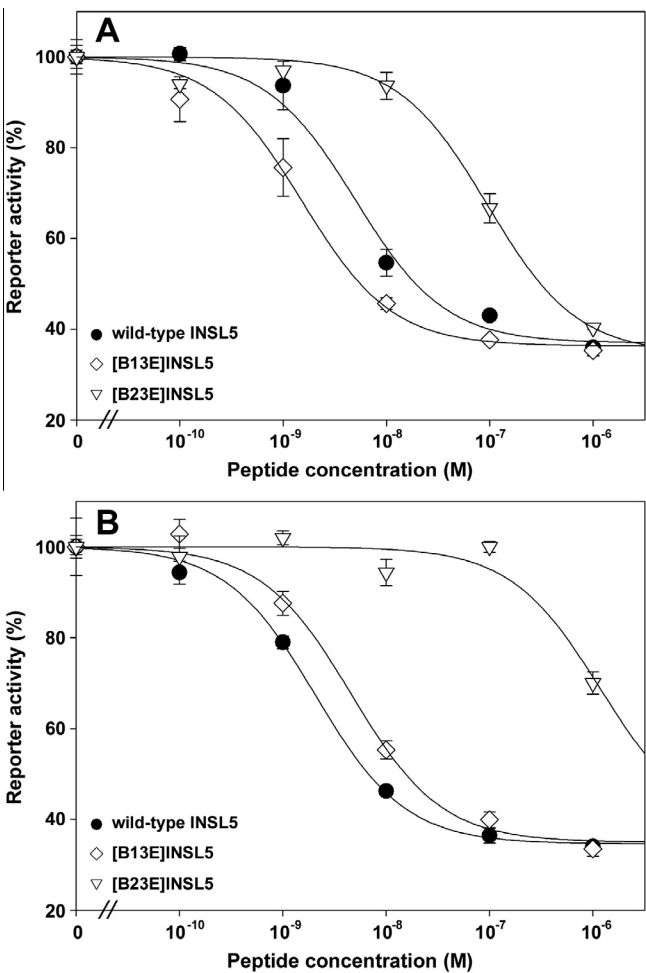 A
100
80
60
40
20
Reporter activity (%)
wild-type INSL5
[B13E]INSL5
[B23E]INSL5
0 10⁻¹⁰ 10⁻⁹ 10⁻⁸ 10⁻⁷ 10⁻⁶
Peptide concentration (M)
B
100
80
60
40
20
Reporter activity (%)
wild-type INSL5
[B13E]INSL5
[B23E]INSL5
0 10⁻¹⁰ 10⁻⁹ 10⁻⁸ 10⁻⁷ 10⁻⁶
Peptide concentration (M)